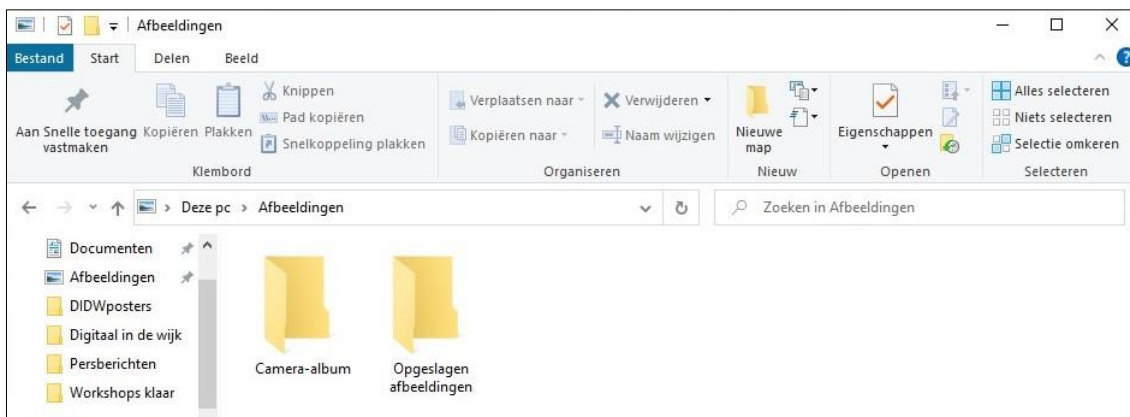 Afbeeldingen
Bestand Start Delen Beeld
Aan Snelle toegang vastmaken
Kopiëren
Plakken
Knippen
Pad kopiëren
Snelkoppeling plakken
Klembord
Verplaatsen naar
Kopiëren naar
Verwijderen
Naam wijzigen
Organiseren
Nieuwe map
Nieuw
Eigenschappen
Openen
Alles selecteren
Niets selecteren
Selectie omkeren
Selecteren
Deze pc > Afbeeldingen
Zoeken in Afbeeldingen
Documenten
Afbeeldingen
DIDWposters
Digitaal in de wijk
Persberichten
Workshops klaar
Camera-album
Opgeslagen
afbeeldingen